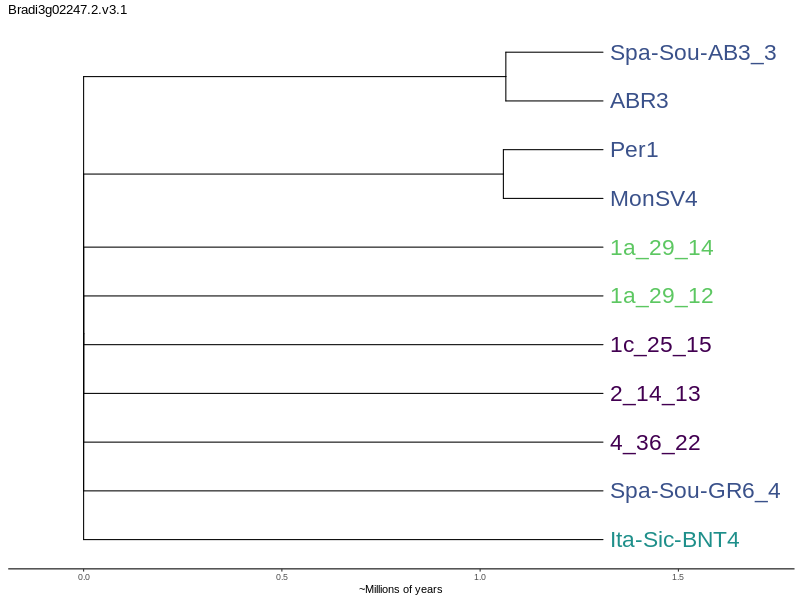 Bradi3g02247.2.v3.1
Spa-Sou-AB3_3
ABR3
Per1
MonSV4
1a_29_14
1a_29_12
1c_25_15
2_14_13
4_36_22
Spa-Sou-GR6_4
Ita-Sic-BNT4
0.0 0.5 1.0 1.5
~Millions of years